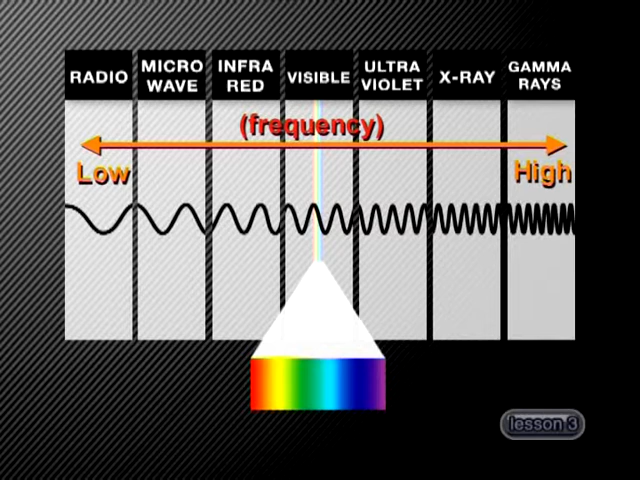 RADIO
MICRO
WAVE
INFRA
RED
VISIBLE
ULTRA
VIOLET
X-RAY
GAMMA
RAYS
(frequency)
Low
High
lesson 3